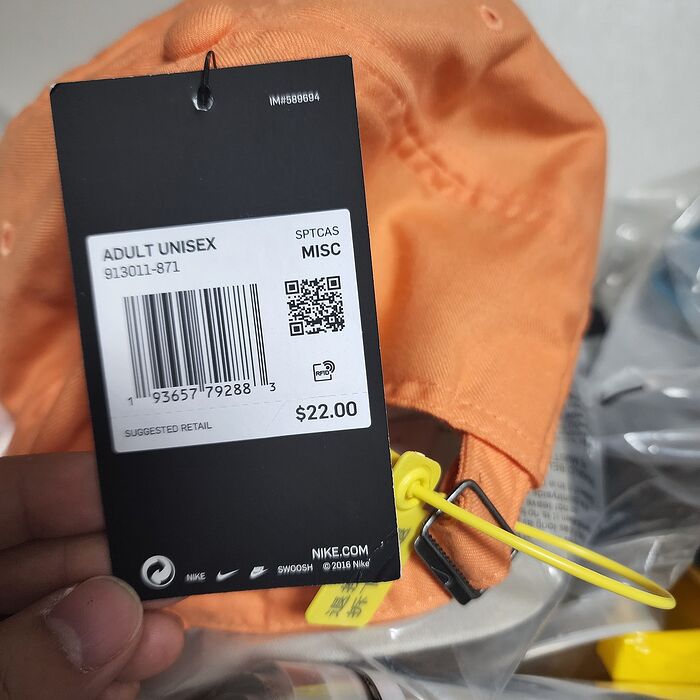 IM#589694
ADULT UNISEX
913011-871
SPTCAS
MISC
RFID
1 93657 79288 3
$22.00
SUGGESTED RETAIL
NIKE.COM
NIKE SWOOSH © 2016 Nike